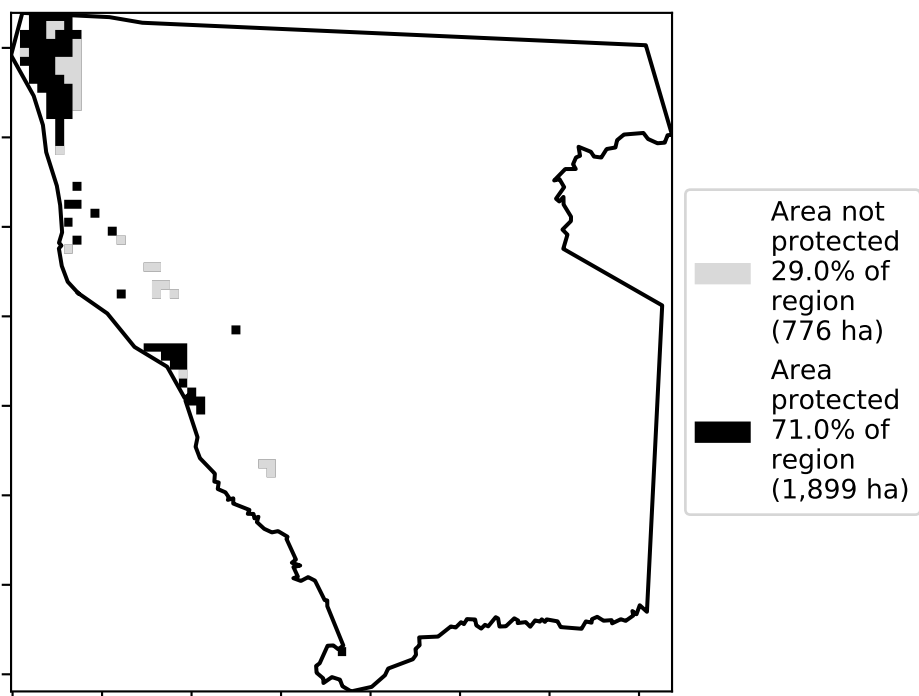 Area not
protected
29.0% of
region
(776 ha)
Area
protected
71.0% of
region
(1,899 ha)